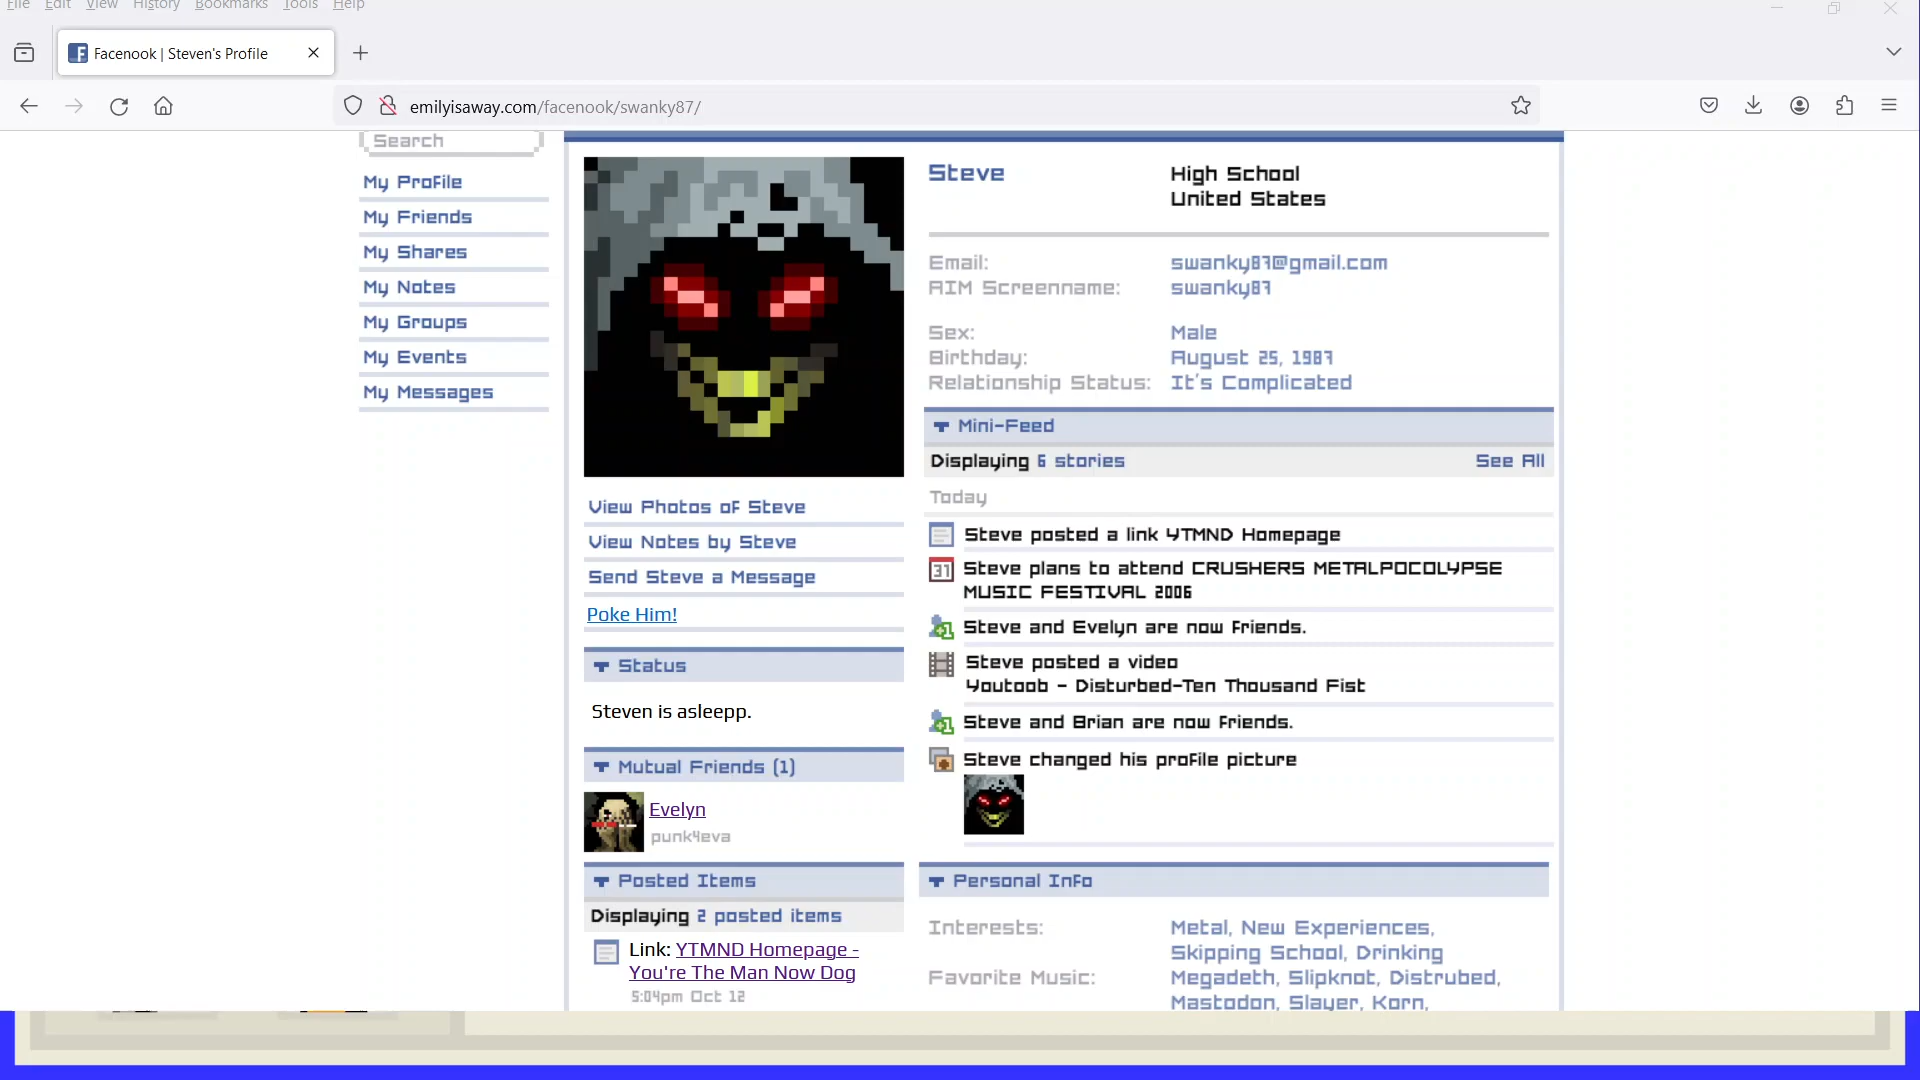 File Edit View History Bookmarks Tools Help
Facenook | Steven's Profile
emilyisaway.com/facenook/swanky87/
Search
My Profile
My Friends
My Shares
My Notes
My Groups
My Events
My Messages
View Photos of Steve
View Notes by Steve
Send Steve a Message
Poke Him!
Status
Steven is asleepp.
Mutual Friends (1)
Evelyn
punk4eva
Posted Items
Displaying 2 posted items
Link: YTMND Homepage -
You're The Man Now Dog
5:04pm Oct 12
Steve
High School
United States
Email: swanky87@gmail.com
AIM Screenname: swanky87
Sex: Male
Birthday: August 25, 1987
Relationship Status: It's Complicated
Mini-Feed
Displaying 6 stories See All
Today
Steve posted a link YTMND Homepage
31 Steve plans to attend CRUSHERS METALPOCOLYPSE
MUSIC FESTIVAL 2006
+1 Steve and Evelyn are now friends.
Steve posted a video
Youtoob - Disturbed-Ten Thousand Fist
+1 Steve and Brian are now friends.
Steve changed his profile picture
Personal Info
Interests: Metal, New Experiences,
Skipping School, Drinking
Favorite Music: Megadeth, Slipknot, Distrubed,
Mastodon, Slayer, Korn,